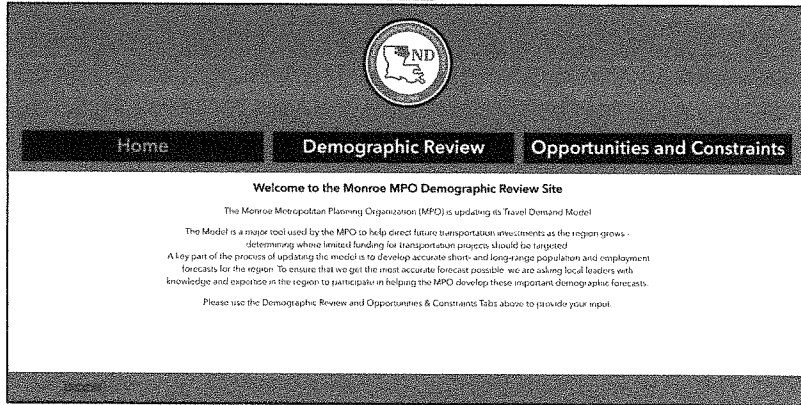 ND
Home
Demographic Review
Opportunities and Constraints
Welcome to the Monroe MPO Demographic Review Site
The Monroe Metropolitan Planning Organization (MPO) is updating its Travel Demand Model
The Model is a major tool used by the MPO to help direct future transportation investments as the region grows -
determining where limited funding for transportation projects should be targeted
A key part of the process of updating the model is to develop accurate short- and long-range population and employment
forecasts for the region. To ensure that we get the most accurate forecast possible, we are asking local leaders with
knowledge and expertise in the region to participate in helping the MPO develop these important demographic forecasts.
Please use the Demographic Review and Opportunities & Constraints Tabs above to provide your input.